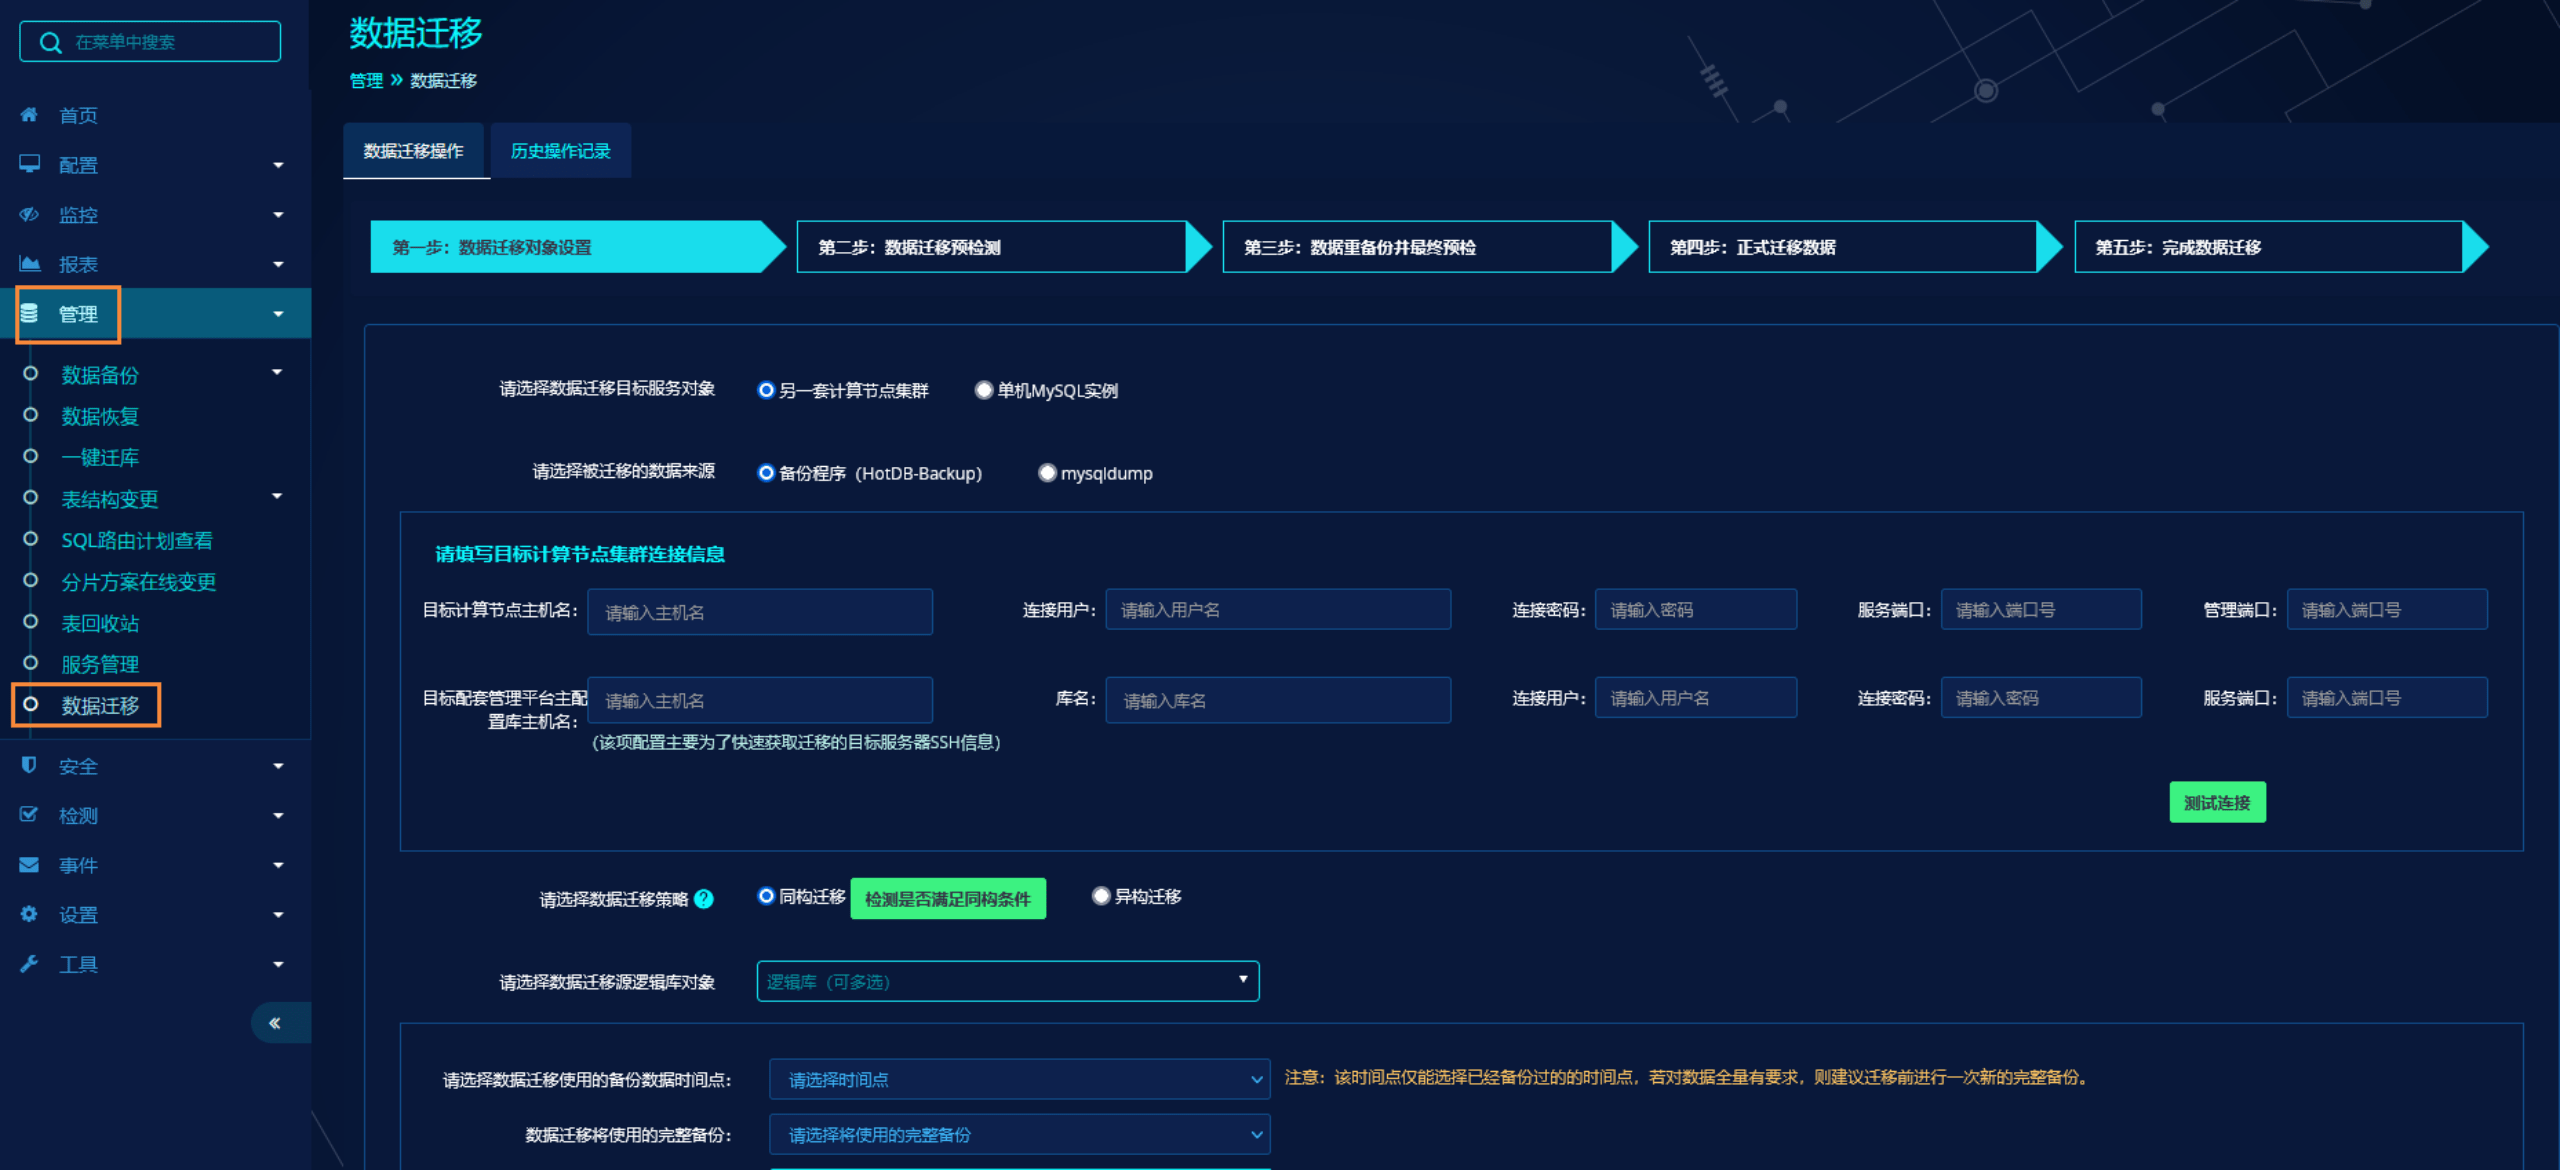 在菜单中搜索
首页
配置
监控
报表
管理
数据备份
数据恢复
一键迁库
表结构变更
SQL路由计划查看
分片方案在线变更
表回收站
服务管理
数据迁移
安全
检测
事件
设置
工具
«
数据迁移
管理 » 数据迁移
数据迁移操作 历史操作记录
第一步：数据迁移对象设置 第二步：数据迁移预检测 第三步：数据重备份并最终预检 第四步：正式迁移数据 第五步：完成数据迁移
请选择数据迁移目标服务对象 另一套计算节点集群 单机MySQL实例
请选择被迁移的数据来源 备份程序（HotDB-Backup） mysqldump
请填写目标计算节点集群连接信息
目标计算节点主机名： 请输入主机名 连接用户： 请输入用户名 连接密码： 请输入密码 服务端口： 请输入端口号 管理端口： 请输入端口号
目标配套管理平台主配 请输入主机名 库名： 请输入库名 连接用户： 请输入用户名 连接密码： 请输入密码 服务端口： 请输入端口号
置库主机名：
(该项配置主要为了快速获取迁移的目标服务器SSH信息)
测试连接
请选择数据迁移策略 ? 同构迁移 检测是否满足同构条件 异构迁移
请选择数据迁移源逻辑库对象 逻辑库（可多选）
请选择数据迁移使用的备份数据时间点： 请选择时间点 注意：该时间点仅能选择已经备份过的的时间点，若对数据全量有要求，则建议迁移前进行一次新的完整备份。
数据迁移将使用的完整备份： 请选择将使用的完整备份